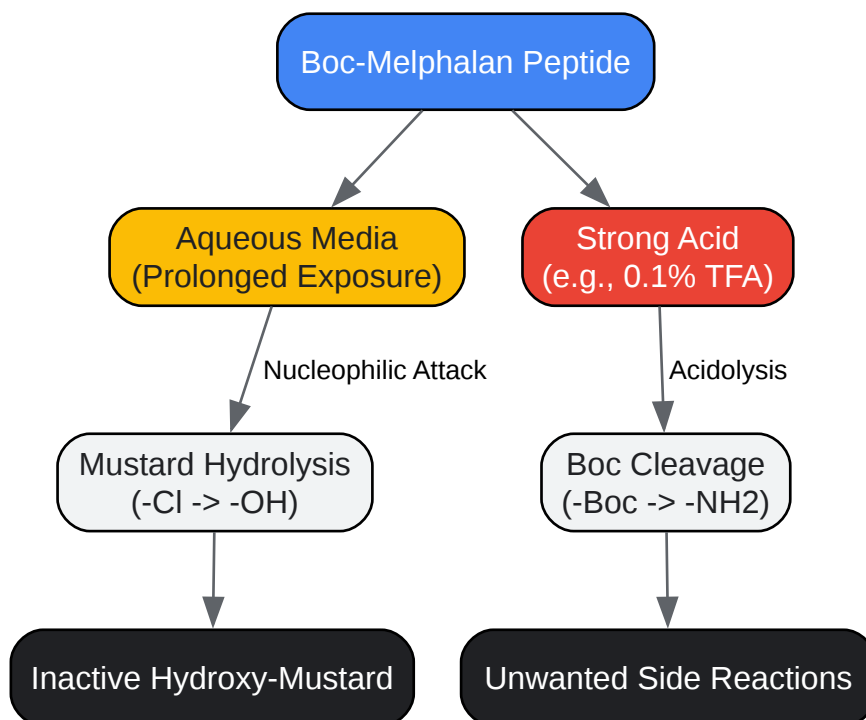 Boc-Melphalan Peptide
Aqueous Media
(Prolonged Exposure)
Strong Acid
(e.g., 0.1% TFA)
Nucleophilic Attack
Acidolysis
Mustard Hydrolysis
(-Cl -> -OH)
Boc Cleavage
(-Boc -> -NH2)
Inactive Hydroxy-Mustard
Unwanted Side Reactions